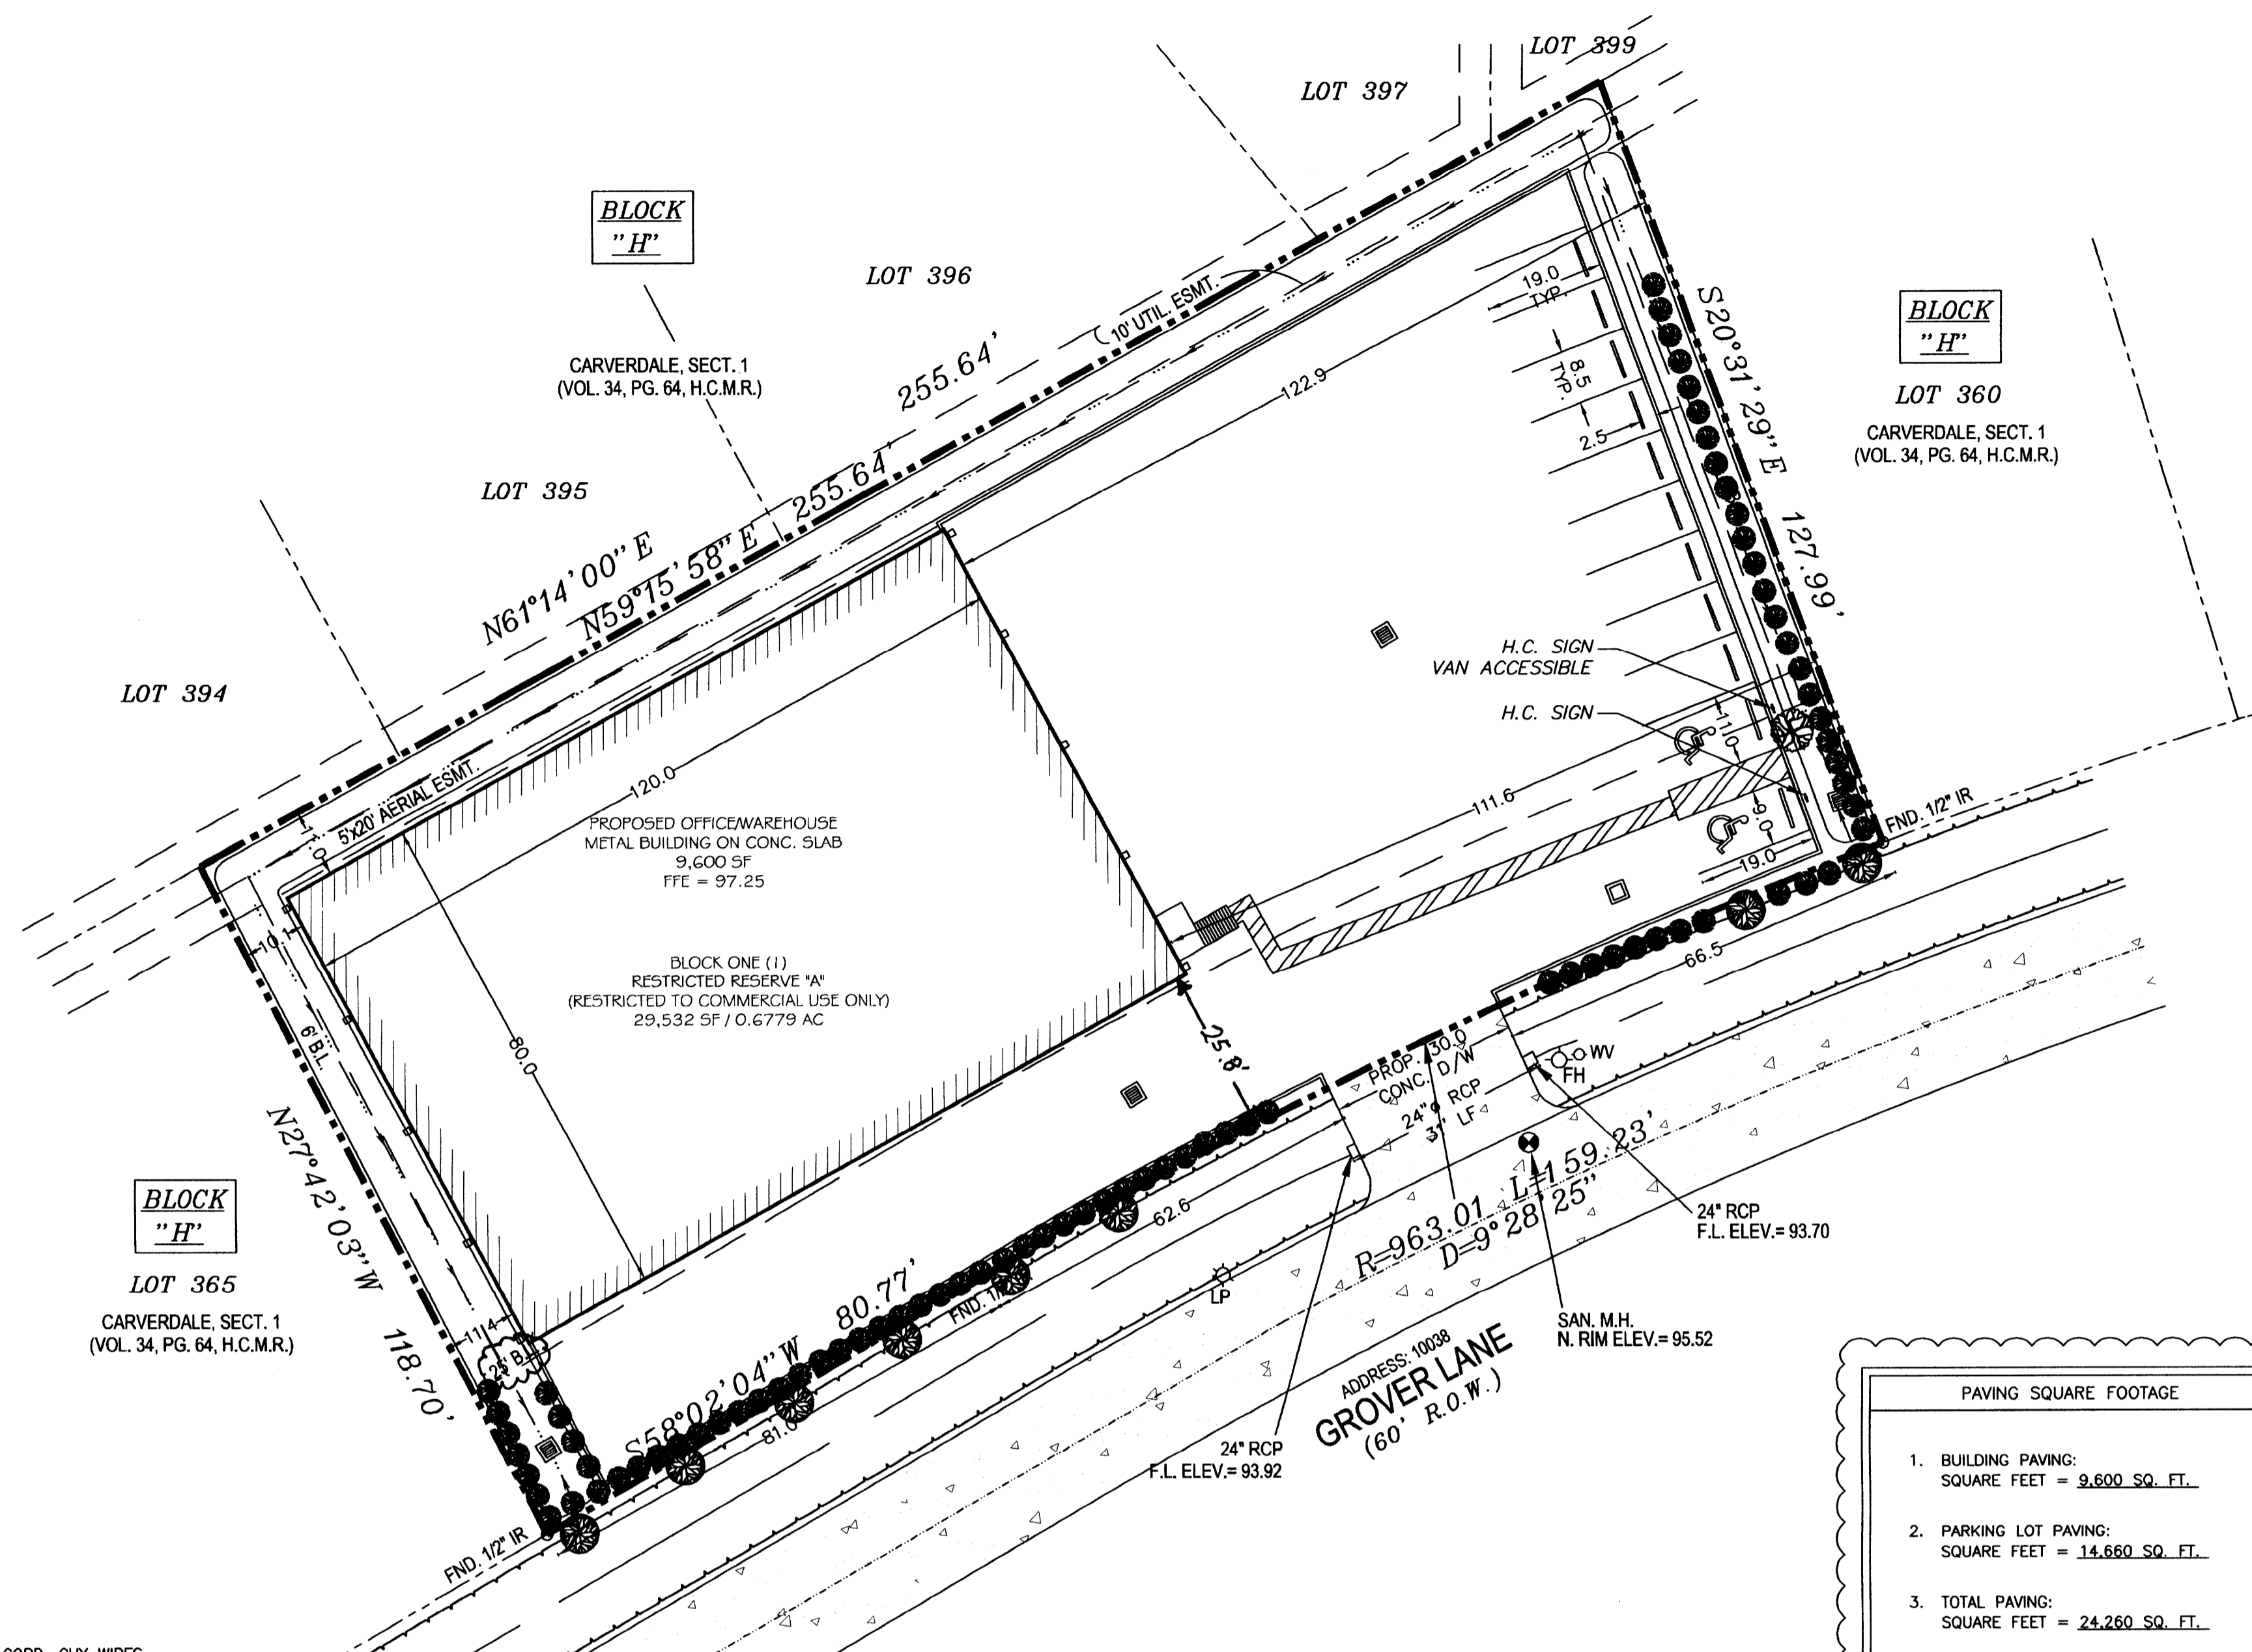 LOT 399
LOT 397
BLOCK
"H"
LOT 396
CARVERDALE, SECT. 1
(VOL. 34, PG. 64, H.C.M.R.)
10' UTIL. ESMT.
255.64'
255.64'
LOT 395
N61°14'00" E
N59°15'58" E
LOT 394
122.9
19.0
TYP.
8.5
TYP.
2.5
S20°31'29" E
127.99'
BLOCK
"H"
LOT 360
CARVERDALE, SECT. 1
(VOL. 34, PG. 64, H.C.M.R.)
H.C. SIGN
VAN ACCESSIBLE
H.C. SIGN
11.0
9.0
19.0
111.6
FND. 1/2" IR
5'x20' AERIAL ESMT.
120.0
PROPOSED OFFICE/WAREHOUSE
METAL BUILDING ON CONC. SLAB
9,600 SF
FFE = 97.25
BLOCK ONE (1)
RESTRICTED RESERVE "A"
(RESTRICTED TO COMMERCIAL USE ONLY)
29,532 SF / 0.6779 AC
10.1
6' B.L.
80.0
25.8'
66.5
PROP. 30.0
CONC. D/W
24"φ RCP
31' LF
WV
FH
N27°42'03" W
118.70'
BLOCK
"H"
LOT 365
CARVERDALE, SECT. 1
(VOL. 34, PG. 64, H.C.M.R.)
11.4
25' B.
S58°02'04" W
80.77'
FND.
62.6
81.0
LP
R=963.01 L=159.23'
D=9°28'25"
24" RCP
F.L. ELEV.= 93.70
SAN. M.H.
N. RIM ELEV.= 95.52
ADDRESS: 10038
GROVER LANE
(60' R.O.W.)
24" RCP
F.L. ELEV.= 93.92
FND. 1/2" IR
PAVING SQUARE FOOTAGE
1. BUILDING PAVING:
SQUARE FEET = 9,600 SQ. FT.
2. PARKING LOT PAVING:
SQUARE FEET = 14,660 SQ. FT.
3. TOTAL PAVING:
SQUARE FEET = 24,260 SQ. FT.